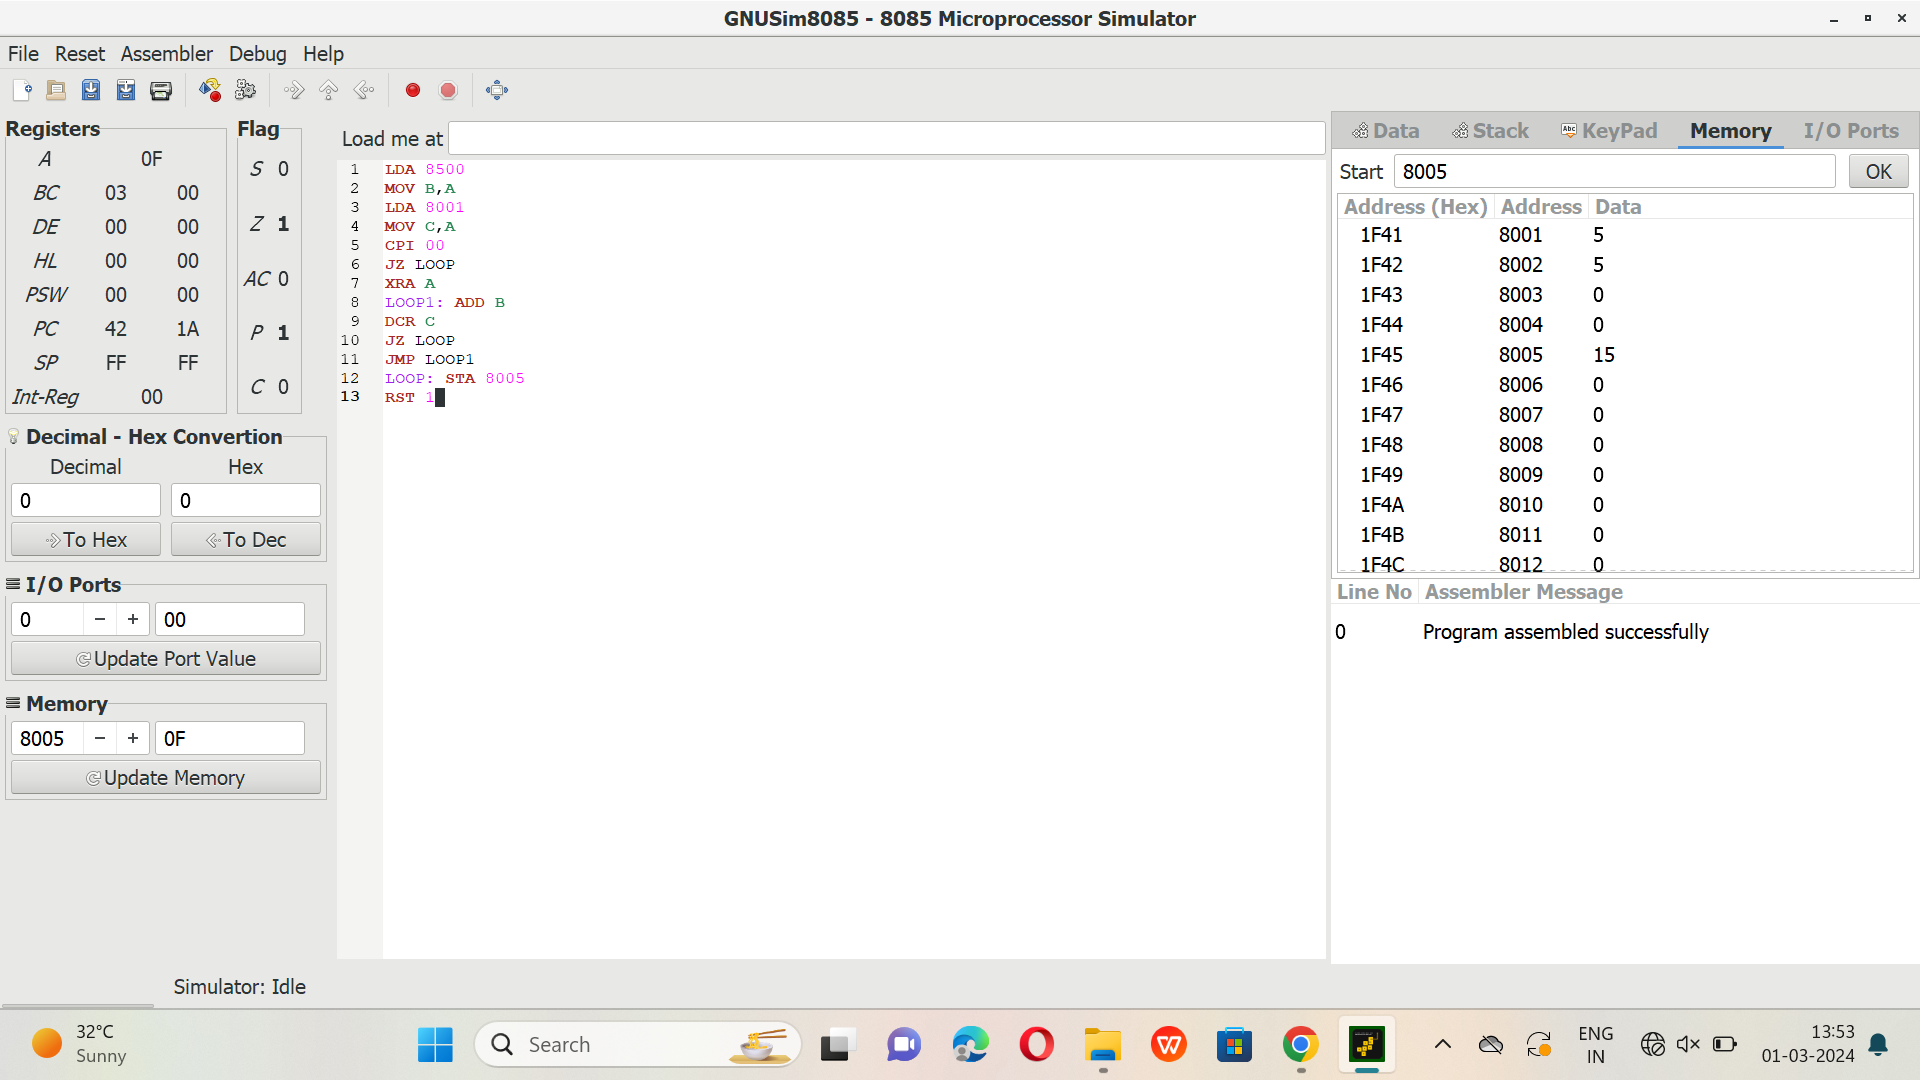 GNUSim8085 - 8085 Microprocessor Simulator
File Reset Assembler Debug Help
Registers
A 0F
BC 03 00
DE 00 00
HL 00 00
PSW 00 00
PC 42 1A
SP FF FF
Int-Reg 00
Flag
S 0
Z 1
AC 0
P 1
C 0
Decimal - Hex Convertion
Decimal Hex
0 0
To Hex To Dec
I/O Ports
0 − + 00
Update Port Value
Memory
8005 − + 0F
Update Memory
Load me at
1 LDA 8500
2 MOV B,A
3 LDA 8001
4 MOV C,A
5 CPI 00
6 JZ LOOP
7 XRA A
8 LOOP1: ADD B
9 DCR C
10 JZ LOOP
11 JMP LOOP1
12 LOOP: STA 8005
13 RST 1
Data Stack Abc KeyPad Memory I/O Ports
Start 8005 OK
Address (Hex) Address Data
1F41 8001 5
1F42 8002 5
1F43 8003 0
1F44 8004 0
1F45 8005 15
1F46 8006 0
1F47 8007 0
1F48 8008 0
1F49 8009 0
1F4A 8010 0
1F4B 8011 0
1F4C 8012 0
Line No Assembler Message
0 Program assembled successfully
Simulator: Idle
32°C
Sunny
Search
W
ENG
IN
13:53
01-03-2024